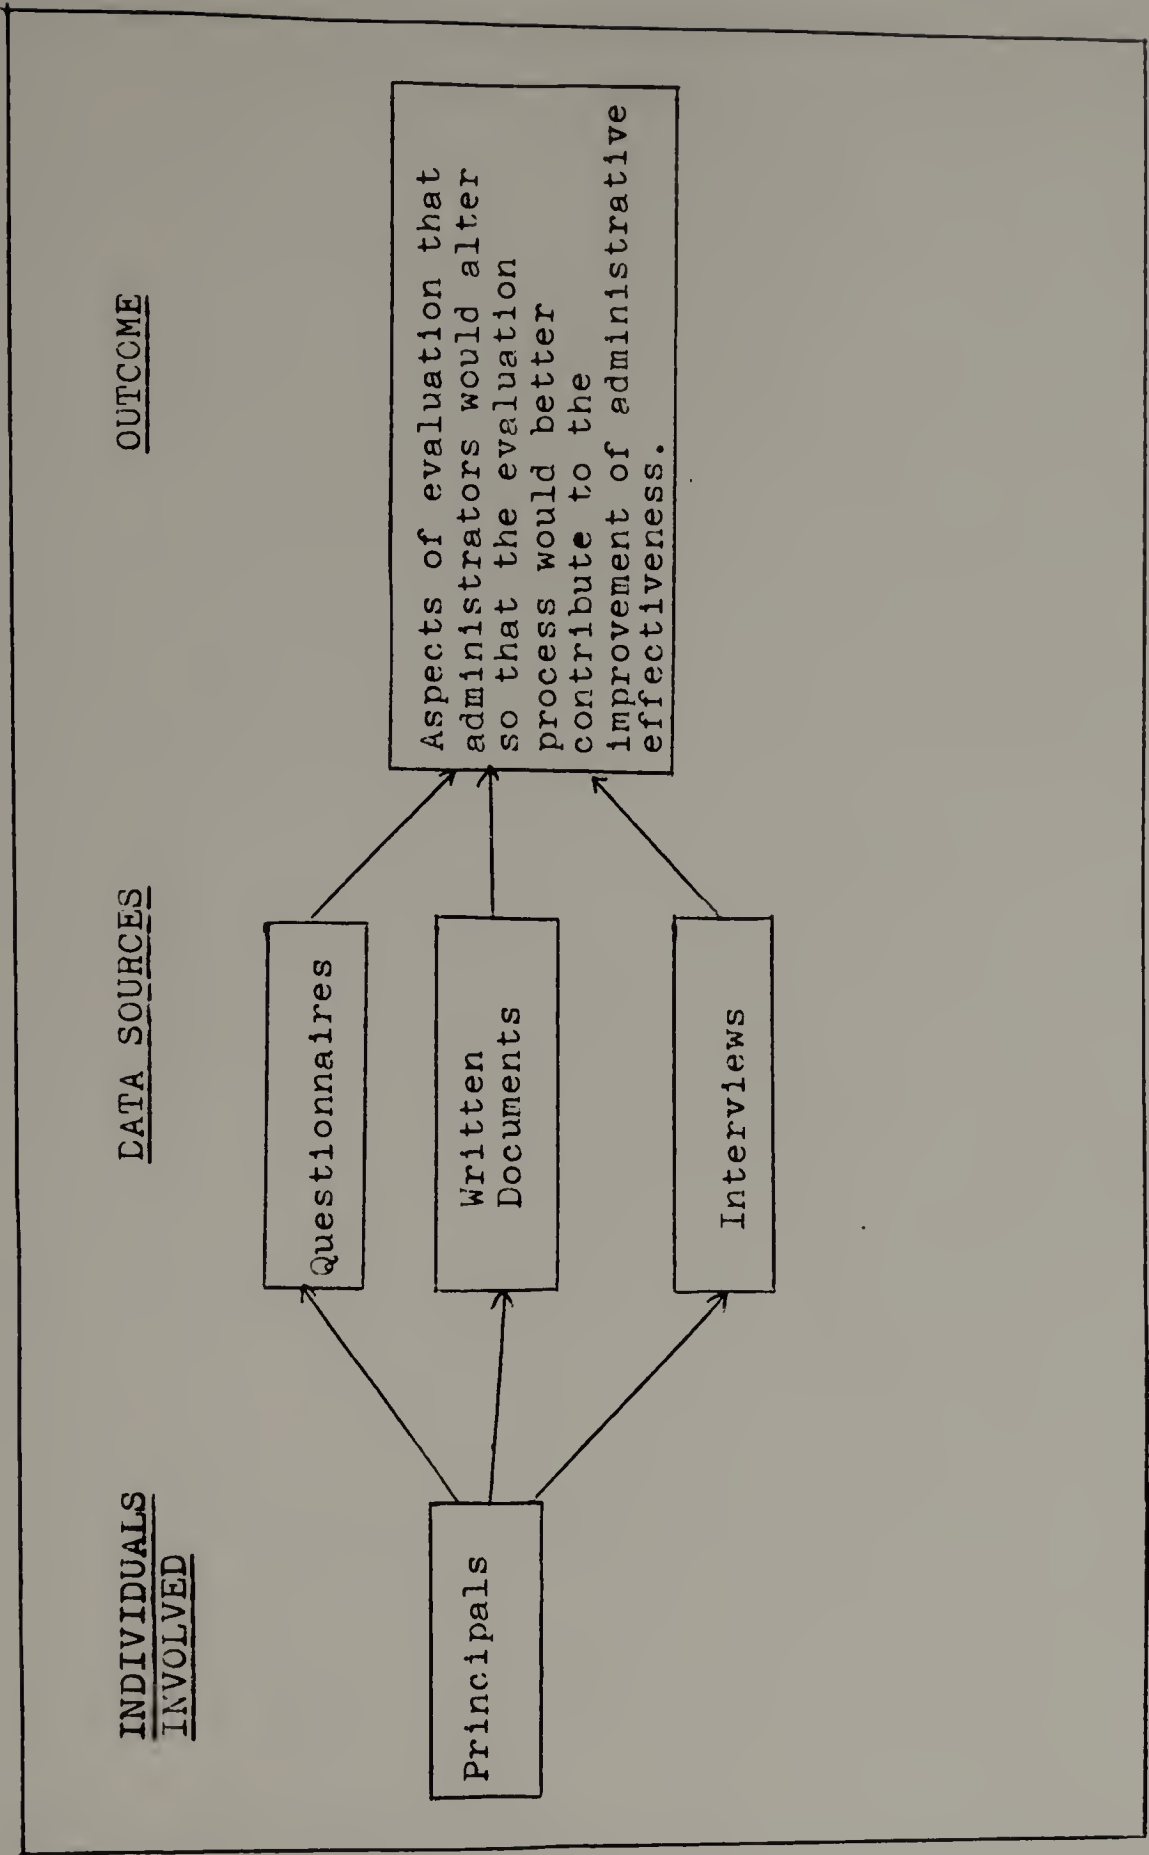 INDIVIDUALS
INVOLVED
DATA SOURCES
OUTCOME
Principals
Questionnaires
Written
Documents
Interviews
Aspects of evaluation that
administrators would alter
so that the evaluation
process would better
contribute to the
improvement of administrative
effectiveness.